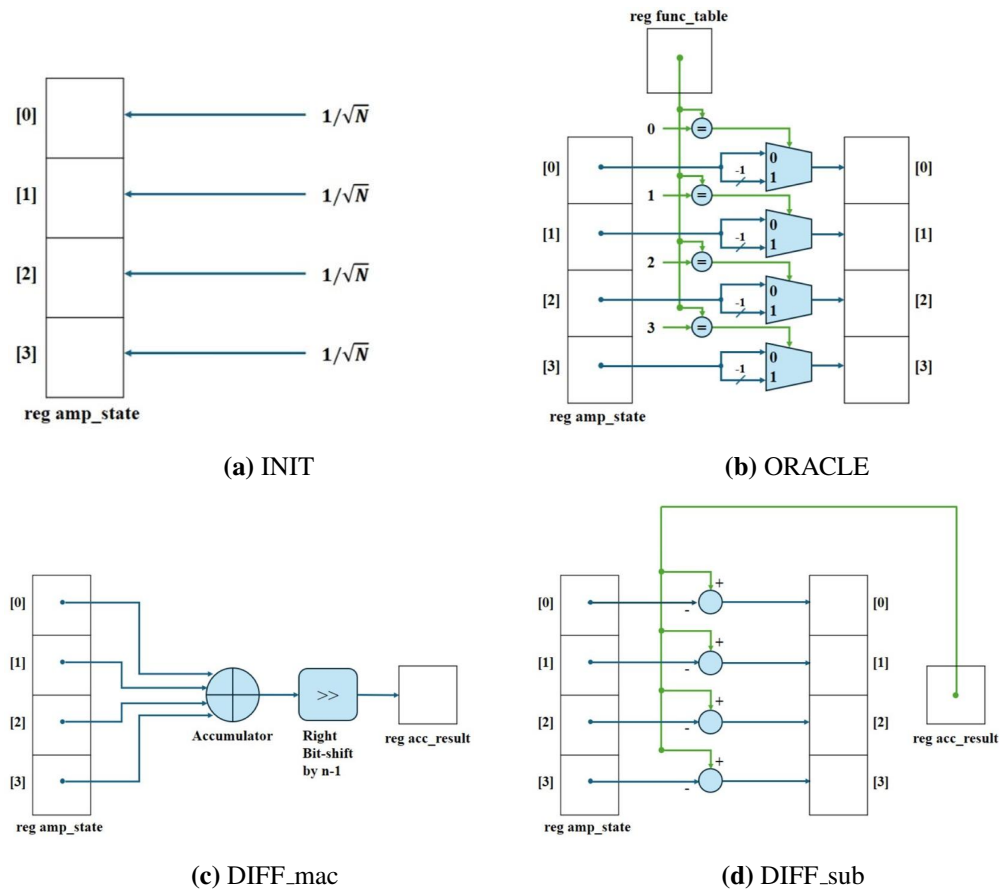 [0]
1/√N
[1]
1/√N
[2]
1/√N
[3]
1/√N
reg amp_state
(a) INIT
reg func_table
0
=
[0]
-1
0
1
[0]
1
=
[1]
-1
0
1
[1]
2
=
[2]
-1
0
1
[2]
3
=
[3]
-1
0
1
[3]
reg amp_state
(b) ORACLE
[0]
[1]
[2]
[3]
>>
Accumulator
Right
Bit-shift
by n-1
reg acc_result
reg amp_state
(c) DIFF_mac
[0]
+
-
[0]
[1]
+
-
[1]
[2]
+
-
[2]
[3]
+
-
[3]
reg acc_result
reg amp_state
(d) DIFF_sub